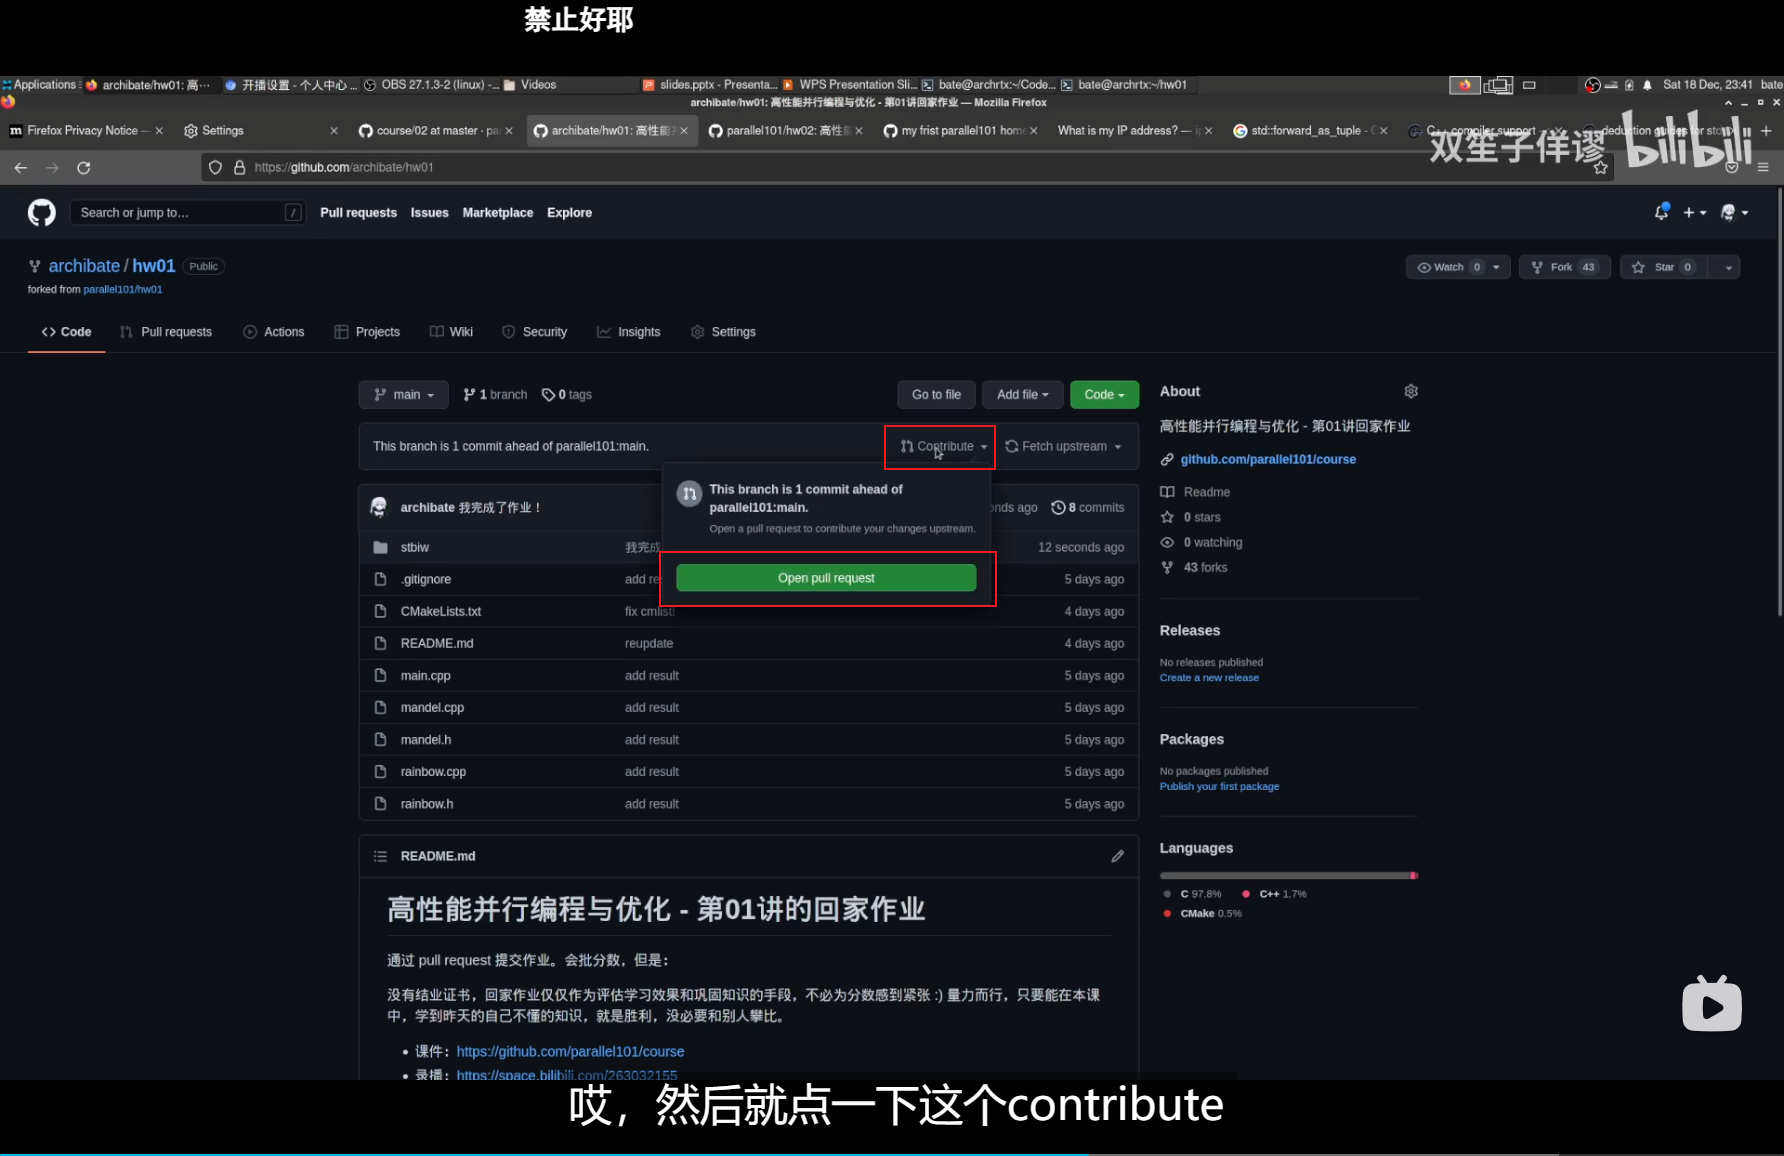 禁止好耶
Applications archibate/hw01: 高… 开播设置 - 个人中心 … OBS 27.1.3-2 (linux) -… Videos slides.pptx - Presenta… WPS Presentation Sli… bate@archrtx:~/Code… bate@archrtx:~/hw01 Sat 18 Dec, 23:41 bate
archibate/hw01: 高性能并行编程与优化 - 第01讲回家作业 — Mozilla Firefox
Firefox Privacy Notice — Settings course/02 at master · pa archibate/hw01: 高性能 parallel101/hw02: 高性能 my frist parallel101 home What is my IP address? — std::forward_as_tuple - C++ compiler support deduction guides for std
双笙子佯谬 bilibili
https://github.com/archibate/hw01
Search or jump to… / Pull requests Issues Marketplace Explore
archibate / hw01 Public
Watch 0 Fork 43 Star 0
forked from parallel101/hw01
Code Pull requests Actions Projects Wiki Security Insights Settings
main 1 branch 0 tags Go to file Add file Code
This branch is 1 commit ahead of parallel101:main. Contribute Fetch upstream
This branch is 1 commit ahead of
parallel101:main.
Open a pull request to contribute your changes upstream.
Open pull request
archibate 我完成了作业！ onds ago 8 commits
stbiw 我完成 12 seconds ago
.gitignore add re 5 days ago
CMakeLists.txt fix cmlist! 4 days ago
README.md reupdate 4 days ago
main.cpp add result 5 days ago
mandel.cpp add result 5 days ago
mandel.h add result 5 days ago
rainbow.cpp add result 5 days ago
rainbow.h add result 5 days ago
README.md
高性能并行编程与优化 - 第01讲的回家作业
通过 pull request 提交作业。会批分数，但是：
没有结业证书，回家作业仅仅作为评估学习效果和巩固知识的手段，不必为分数感到紧张 :) 量力而行，只要能在本课
中，学到昨天的自己不懂的知识，就是胜利，没必要和别人攀比。
• 课件：https://github.com/parallel101/course
• 录播：https://space.bilibili.com/263032155
About
高性能并行编程与优化 - 第01讲回家作业
github.com/parallel101/course
Readme
0 stars
0 watching
43 forks
Releases
No releases published
Create a new release
Packages
No packages published
Publish your first package
Languages
C 97.8% C++ 1.7%
CMake 0.5%
哎，然后就点一下这个contribute